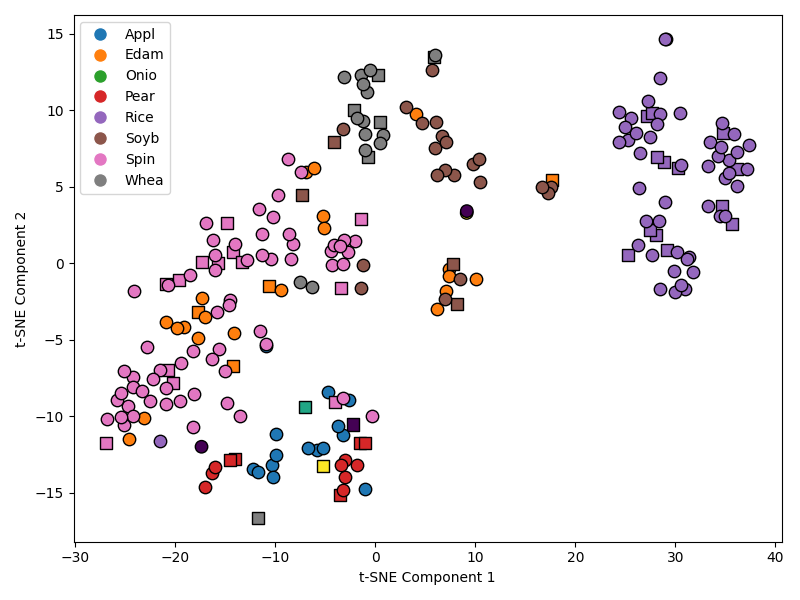 Appl
Edam
Onio
Pear
Rice
Soyb
Spin
Whea
15
10
5
0
−5
−10
−15
t-SNE Component 2
−30 −20 −10 0 10 20 30 40
t-SNE Component 1